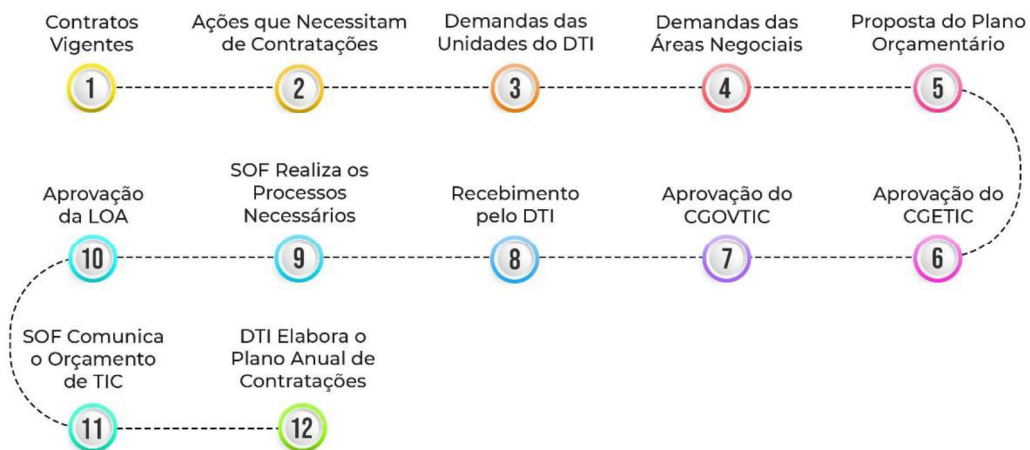 Contratos
Vigentes
1
Ações que Necessitam
de Contratações
2
Demandas das
Unidades do DTI
3
Demandas das
Áreas Negociais
4
Proposta do Plano
Orçamentário
5
Aprovação do
CGETIC
6
Aprovação do
CGOVTIC
7
Recebimento
pelo DTI
8
SOF Realiza os
Processos
Necessários
9
Aprovação
da LOA
10
SOF Comunica
o Orçamento
de TIC
11
DTI Elabora o
Plano Anual de
Contratações
12